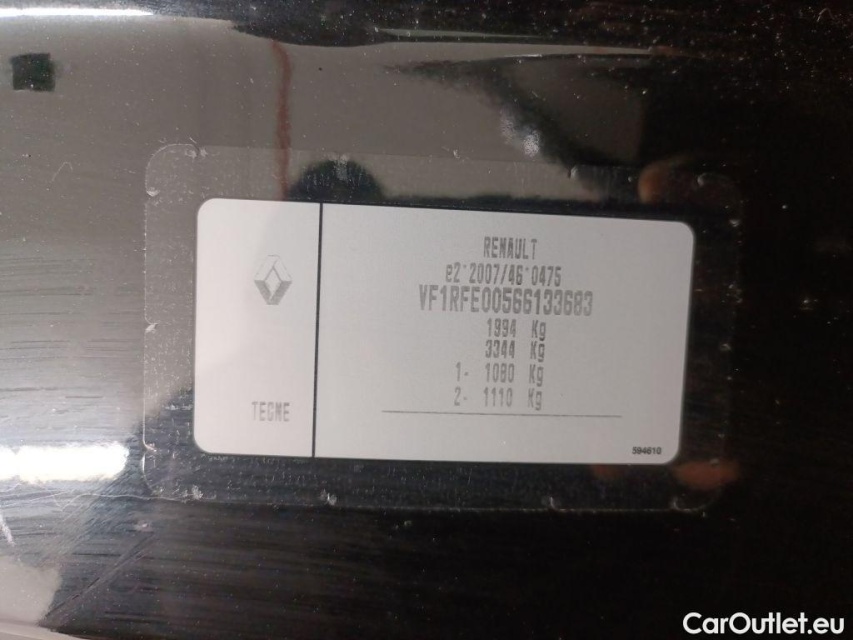 RENAULT
e2*2007/46*0475
VF1RFE00566133683
1994 Kg
3344 Kg
1- 1080 Kg
2- 1110 Kg
TECME
594610
CarOutlet.eu